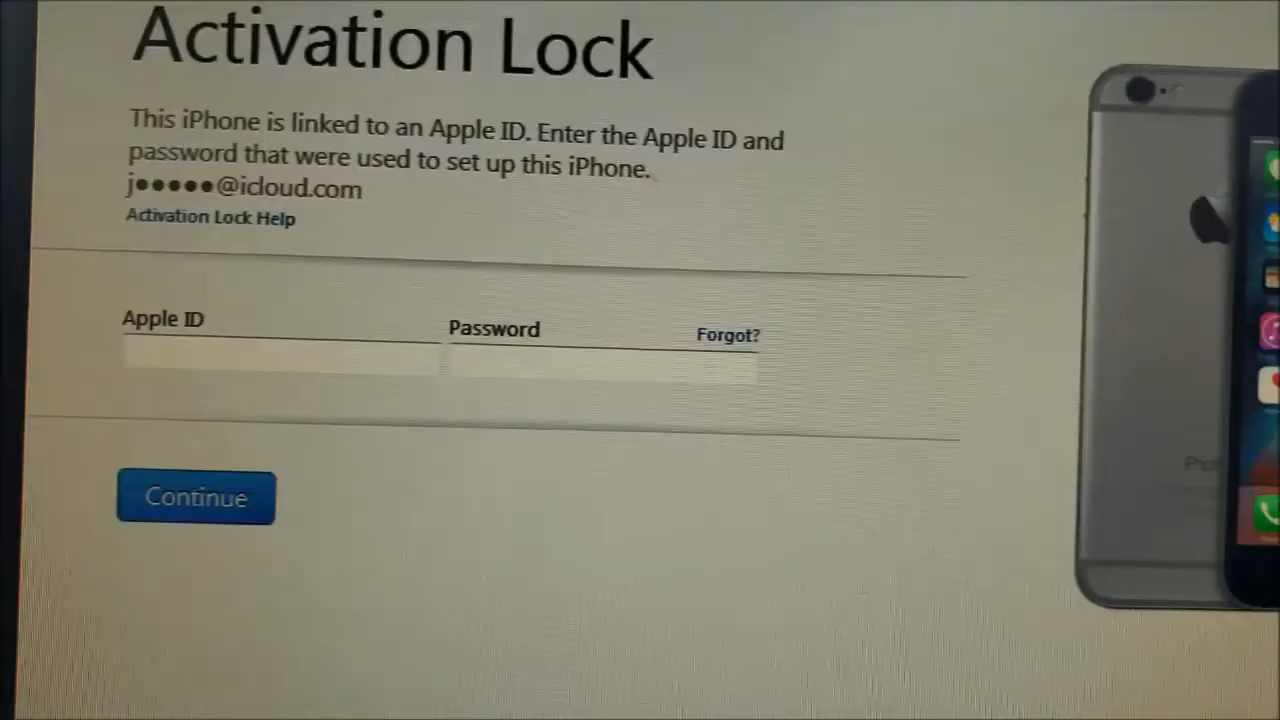 Activation Lock
This iPhone is linked to an Apple ID. Enter the Apple ID and
password that were used to set up this iPhone.
j●●●●●@icloud.com
Activation Lock Help
Apple ID
Password
Forgot?
Continue